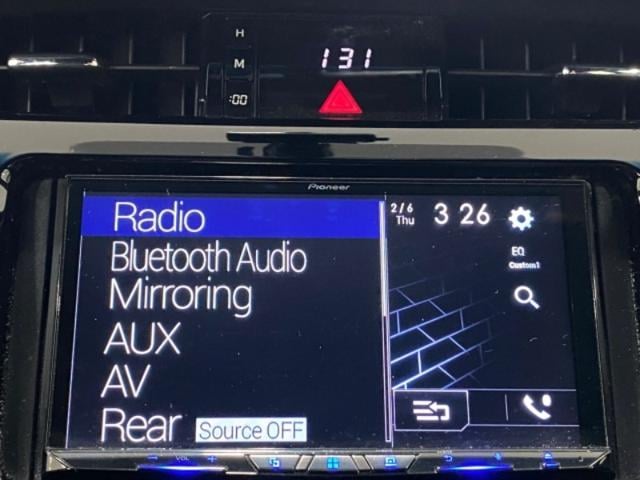 H
M
:00
131
Pioneer
Radio
Bluetooth Audio
Mirroring
AUX
AV
Rear
Source OFF
2/6
Thu
3 26
EQ
Custom1
VOL